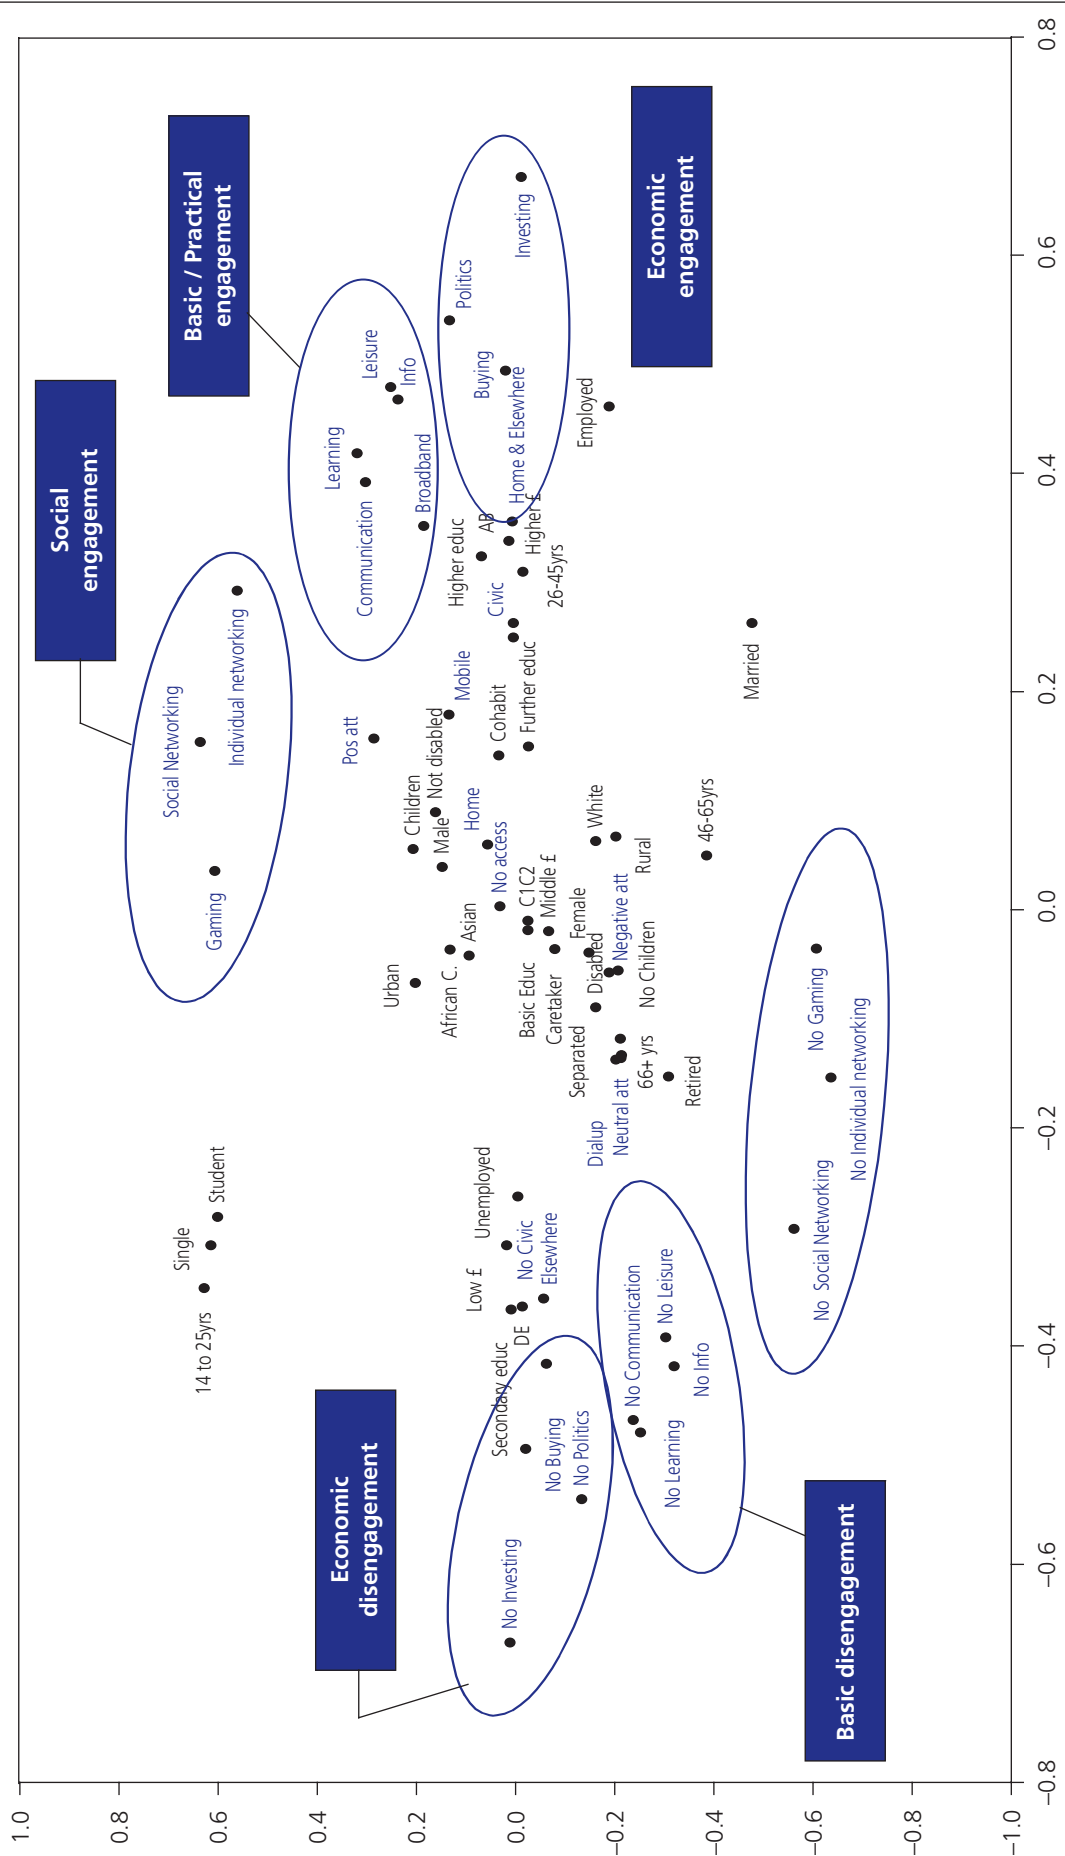 Social
engagement
Basic / Practical
engagement
Economic
engagement
Economic
disengagement
Basic disengagement
Social Networking
Individual networking
Gaming
Pos att
Learning
Communication
Leisure
Info
Broadband
Politics
Buying
Home & Elsewhere
Investing
Employed
Higher educ
AB
Higher £
26-45yrs
Civic
Further educ
Mobile
Cohabit
Married
Children
Not disabled
Male
Home
No access
White
Rural
46-65yrs
Urban
African C.
Asian
C1C2
Middle £
Basic Educ
Caretaker
Female
Disabled
Negative att
No Children
Separated
66+ yrs
Retired
Dialup
Neutral att
Student
Single
14 to 25yrs
Unemployed
Low £
No Civic
Elsewhere
DE
Secondary educ
No Buying
No Politics
No Investing
No Communication
No Leisure
No Info
No Learning
No Gaming
No Individual networking
No Social Networking
1.0
0.8
0.6
0.4
0.2
0.0
–0.2
–0.4
–0.6
–0.8
–1.0
–0.8
–0.6
–0.4
–0.2
0.0
0.2
0.4
0.6
0.8